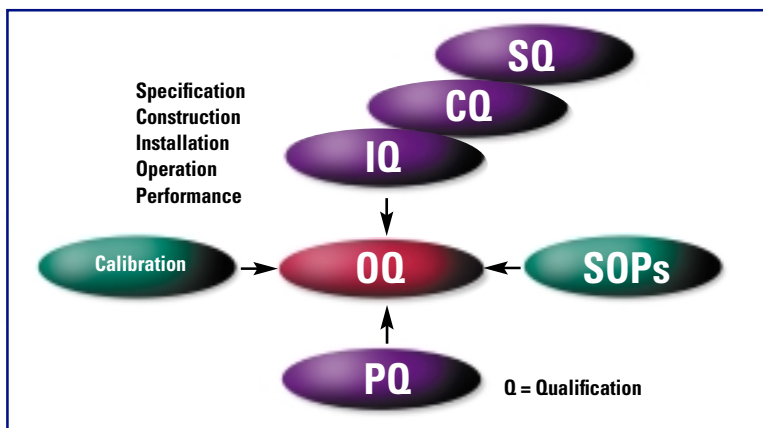 SQ
CQ
Specification
Construction
Installation
Operation
Performance
IQ
Calibration
OQ
SOPs
PQ
Q = Qualification